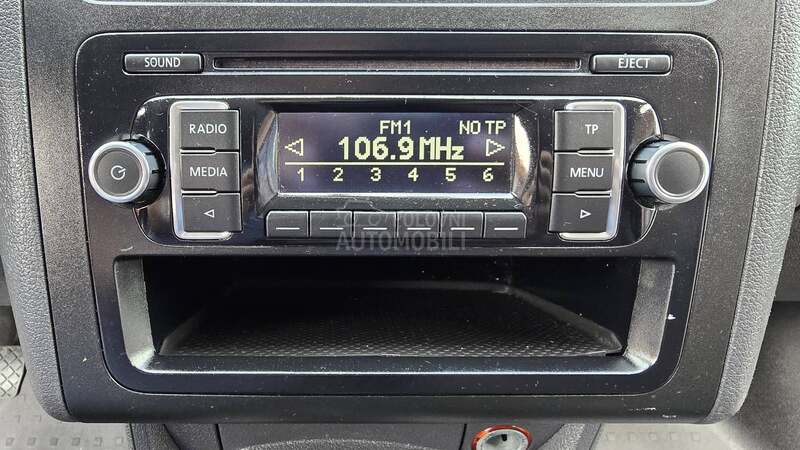 SOUND
EJECT
RADIO
FM1 NO TP
TP
106.9 MHz
MEDIA
1 2 3 4 5 6
MENU
POLOVNI
AUTOMOBILI